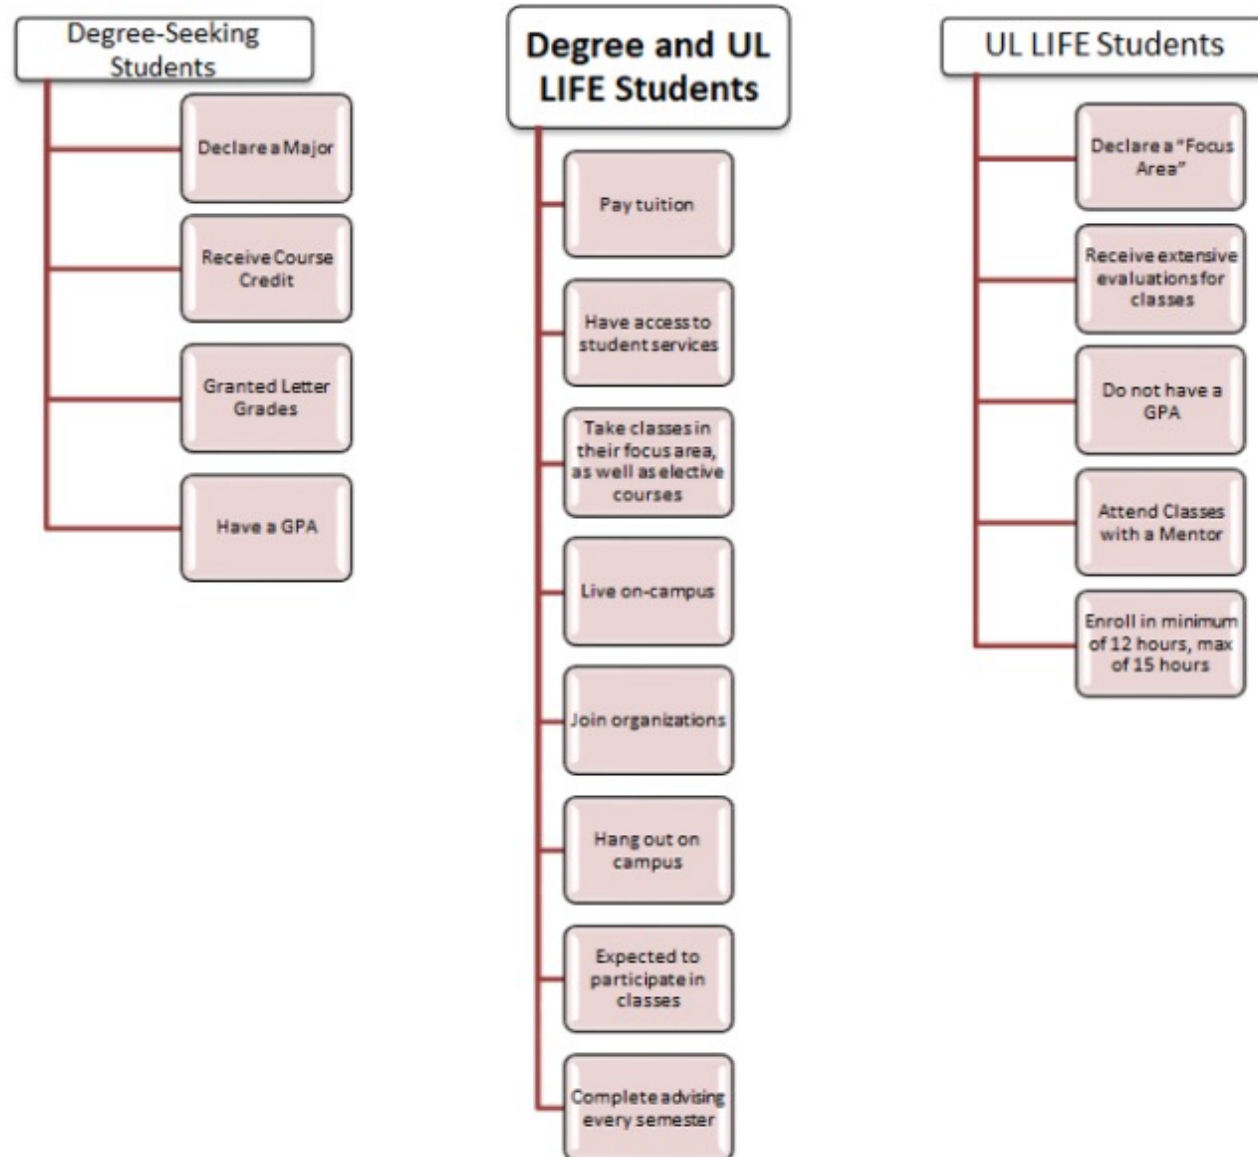 Degree-Seeking
Students
Declare a Major
Receive Course
Credit
Granted Letter
Grades
Have a GPA
Degree and UL
LIFE Students
Pay tuition
Have access to
student services
Take classes in
their focus area,
as well as elective
courses
Live on-campus
Join organizations
Hang out on
campus
Expected to
participate in
classes
Complete advising
every semester
UL LIFE Students
Declare a “Focus
Area”
Receive extensive
evaluations for
classes
Do not have a
GPA
Attend Classes
with a Mentor
Enroll in minimum
of 12 hours, max
of 15 hours